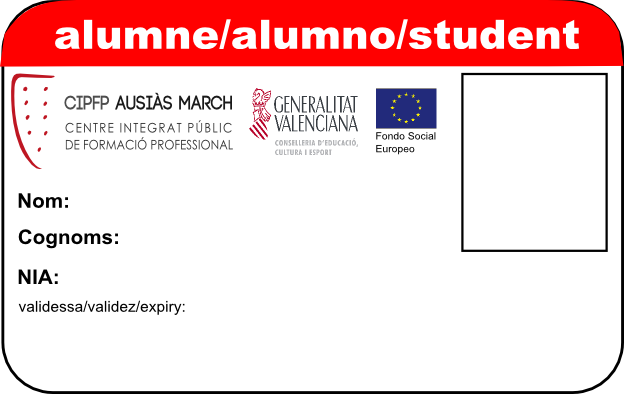 alumne/alumno/student
CIPFP AUSIÀS MARCH
CENTRE INTEGRAT PÚBLIC
DE FORMACIÓ PROFESSIONAL
GENERALITAT
VALENCIANA
CONSELLERIA D'EDUCACIÓ,
CULTURA I ESPORT
Fondo Social
Europeo
Nom:
Cognoms:
NIA:
validessa/validez/expiry: